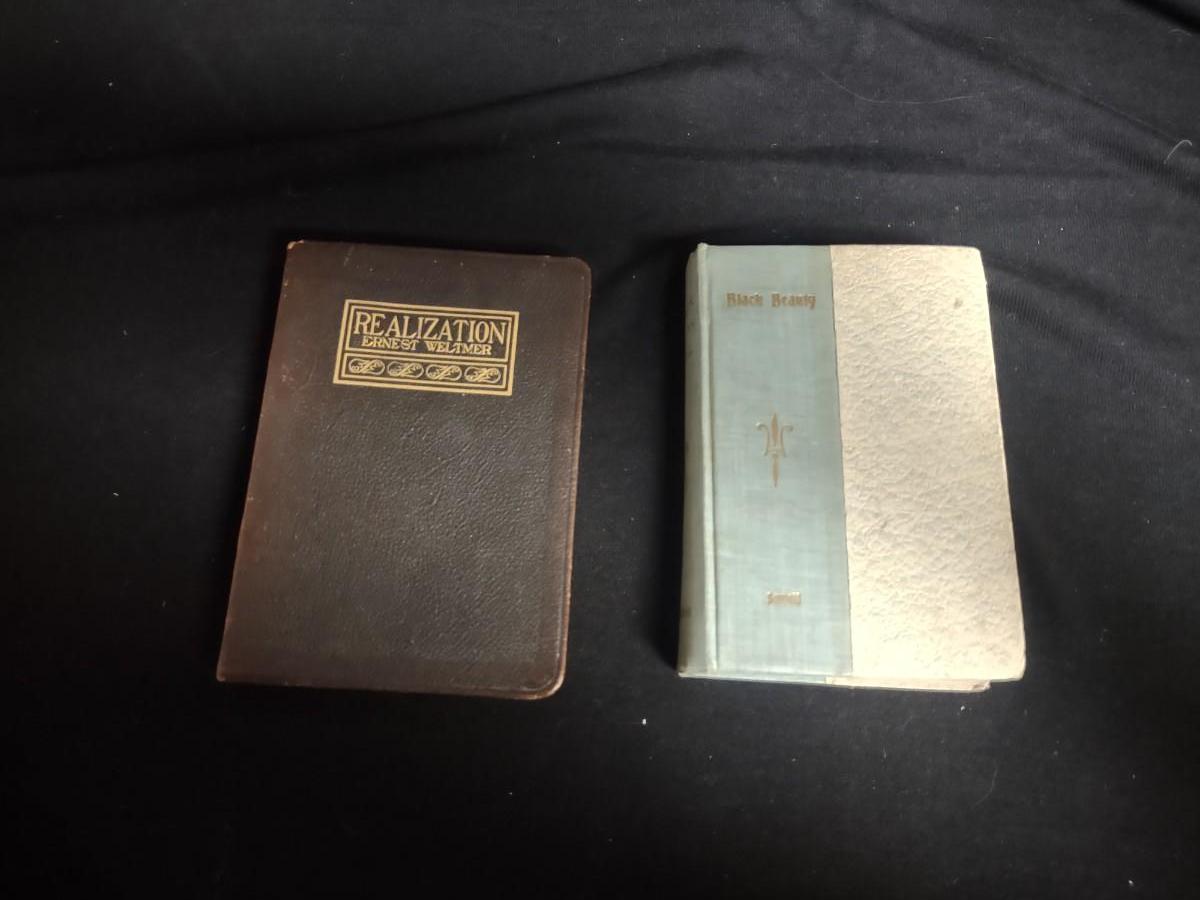 REALIZATION
ERNEST WELTMER
Black Beauty
Sewell